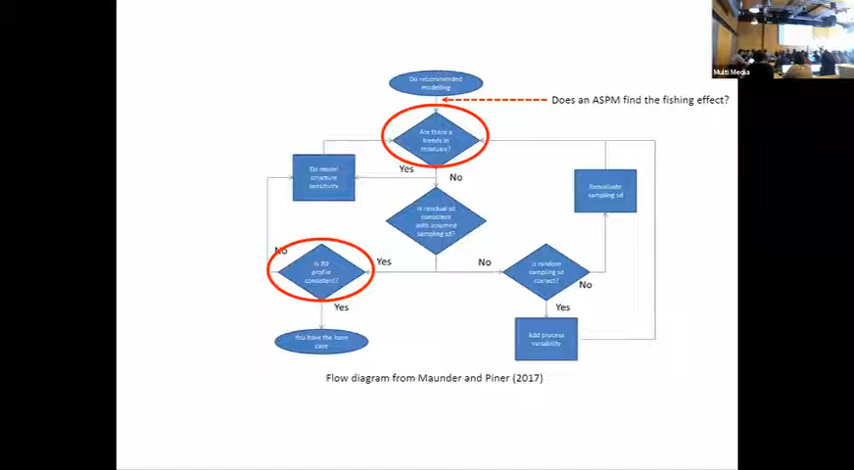 Multi Media
Do recommended
modelling
Does an ASPM find the fishing effect?
Are there a
trends in
residuals?
Yes
No
Do model
structure
sensitivity
Reevaluate
sampling sd
Is residual sd
consistent
with assumed
sampling sd?
No
Yes
No
Is R0
profile
consistent?
Is random
sampling sd
correct?
No
Yes
Yes
You have the base
case
Add process
variability
Flow diagram from Maunder and Piner (2017)